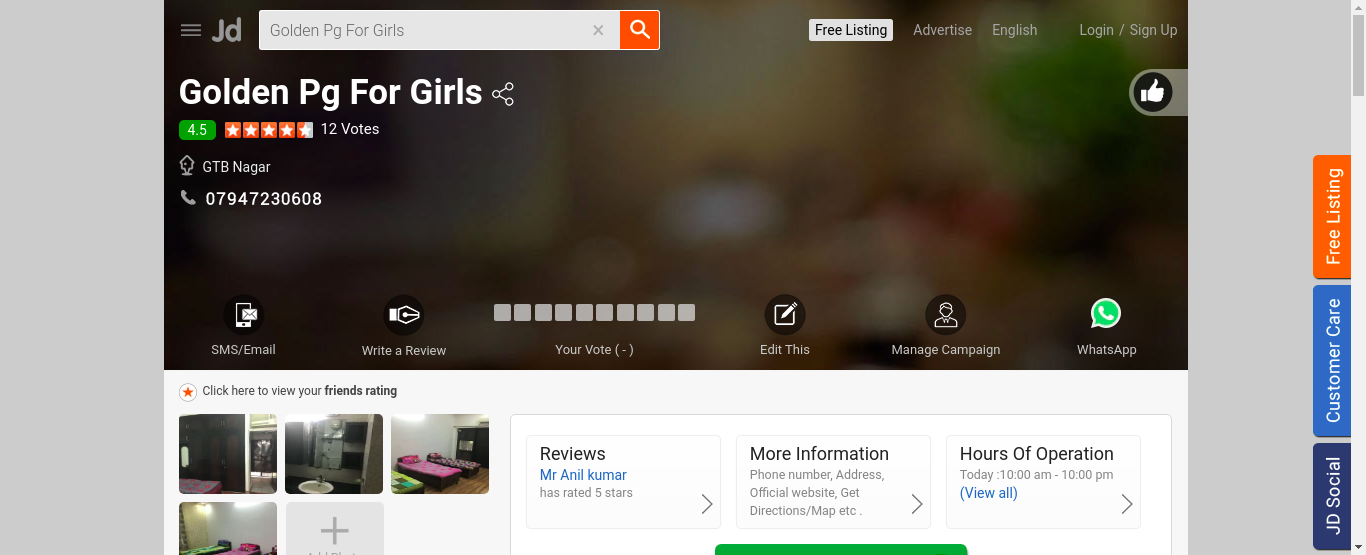 Jd
Golden Pg For Girls
Free Listing
Advertise
English
Login / Sign Up
Golden Pg For Girls
4.5
12 Votes
GTB Nagar
07947230608
SMS/Email
Write a Review
Your Vote ( - )
Edit This
Manage Campaign
WhatsApp
Free Listing
Customer Care
JD Social
Click here to view your friends rating
Reviews
Mr Anil kumar
has rated 5 stars
More Information
Phone number, Address,
Official website, Get
Directions/Map etc .
Hours Of Operation
Today :10:00 am - 10:00 pm
(View all)